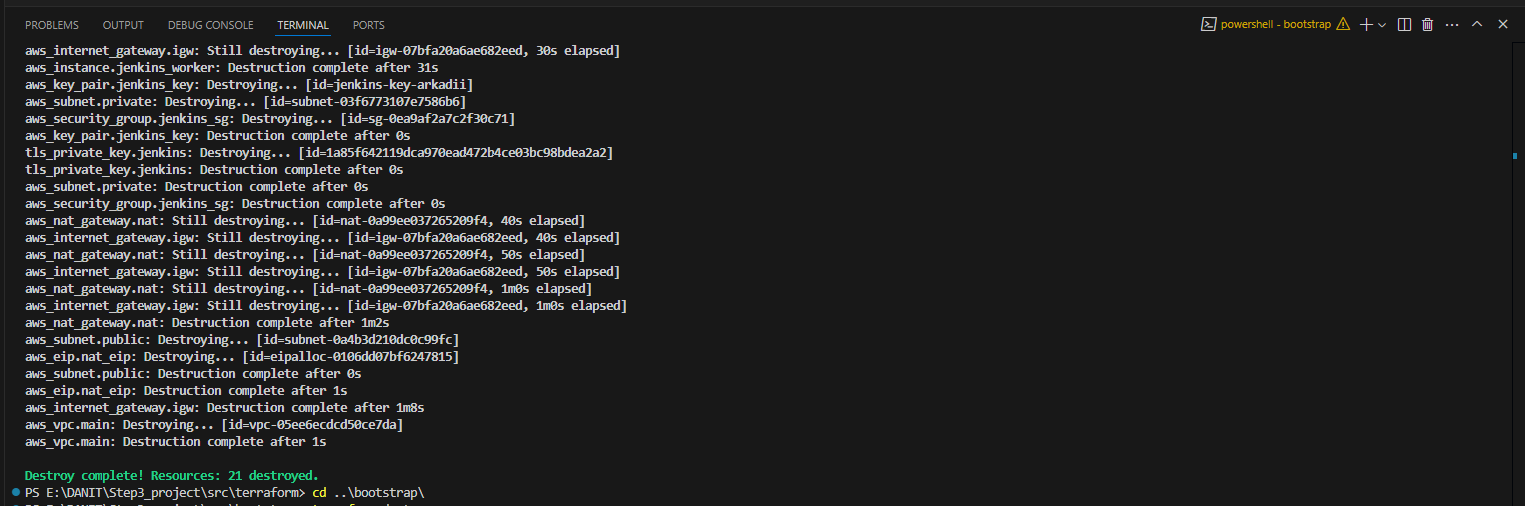 PROBLEMS OUTPUT DEBUG CONSOLE TERMINAL PORTS powershell - bootstrap
aws_internet_gateway.igw: Still destroying... [id=igw-07bfa20a6ae682eed, 30s elapsed]
aws_instance.jenkins_worker: Destruction complete after 31s
aws_key_pair.jenkins_key: Destroying... [id=jenkins-key-arkadii]
aws_subnet.private: Destroying... [id=subnet-03f6773107e7586b6]
aws_security_group.jenkins_sg: Destroying... [id=sg-0ea9af2a7c2f30c71]
aws_key_pair.jenkins_key: Destruction complete after 0s
tls_private_key.jenkins: Destroying... [id=1a85f642119dca970ead472b4ce03bc98bdea2a2]
tls_private_key.jenkins: Destruction complete after 0s
aws_subnet.private: Destruction complete after 0s
aws_security_group.jenkins_sg: Destruction complete after 0s
aws_nat_gateway.nat: Still destroying... [id=nat-0a99ee037265209f4, 40s elapsed]
aws_internet_gateway.igw: Still destroying... [id=igw-07bfa20a6ae682eed, 40s elapsed]
aws_nat_gateway.nat: Still destroying... [id=nat-0a99ee037265209f4, 50s elapsed]
aws_internet_gateway.igw: Still destroying... [id=igw-07bfa20a6ae682eed, 50s elapsed]
aws_nat_gateway.nat: Still destroying... [id=nat-0a99ee037265209f4, 1m0s elapsed]
aws_internet_gateway.igw: Still destroying... [id=igw-07bfa20a6ae682eed, 1m0s elapsed]
aws_nat_gateway.nat: Destruction complete after 1m2s
aws_subnet.public: Destroying... [id=subnet-0a4b3d210dc0c99fc]
aws_eip.nat_eip: Destroying... [id=eipalloc-0106dd07bf6247815]
aws_subnet.public: Destruction complete after 0s
aws_eip.nat_eip: Destruction complete after 1s
aws_internet_gateway.igw: Destruction complete after 1m8s
aws_vpc.main: Destroying... [id=vpc-05ee6ecdcd50ce7da]
aws_vpc.main: Destruction complete after 1s
Destroy complete! Resources: 21 destroyed.
PS E:\DANIT\Step3_project\src\terraform> cd ..\bootstrap\